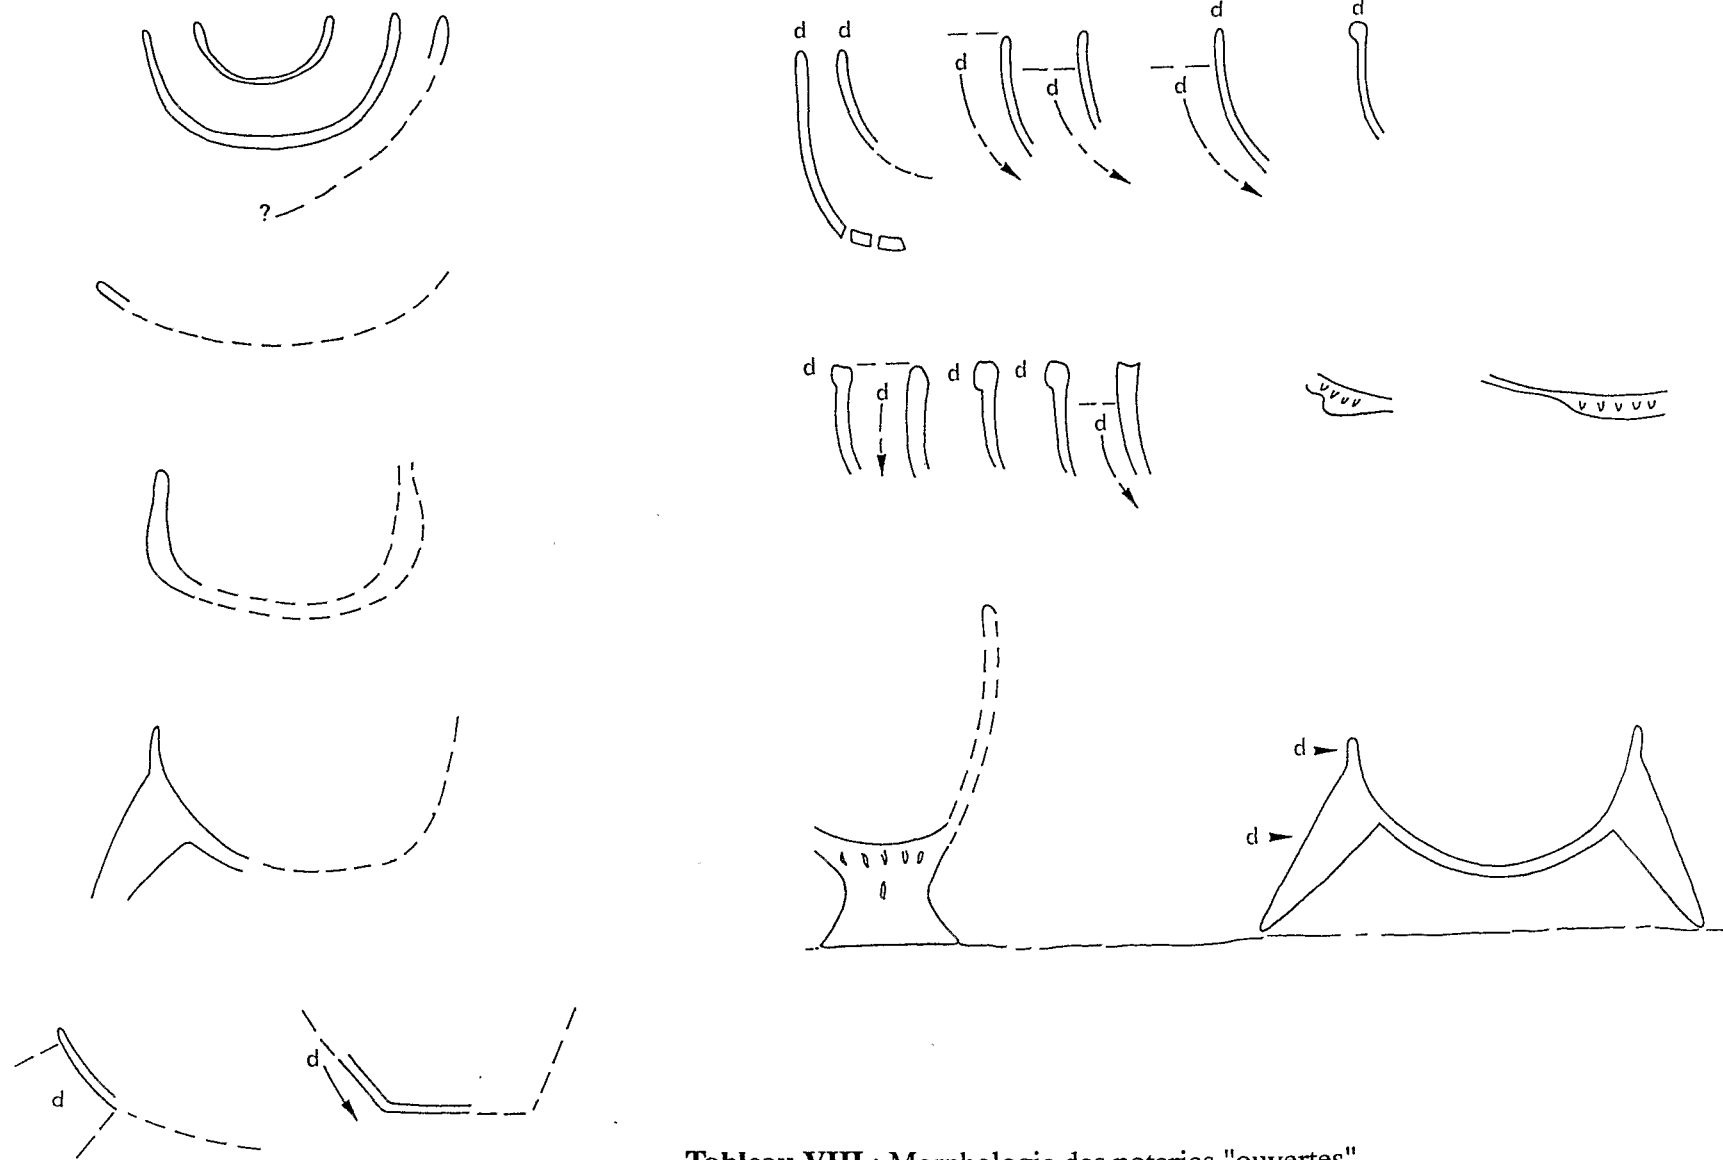 d d d d d d d
?
d d d d d
d
d
d d
Tableau VIII : Morphologie des poteries "ouvertes"